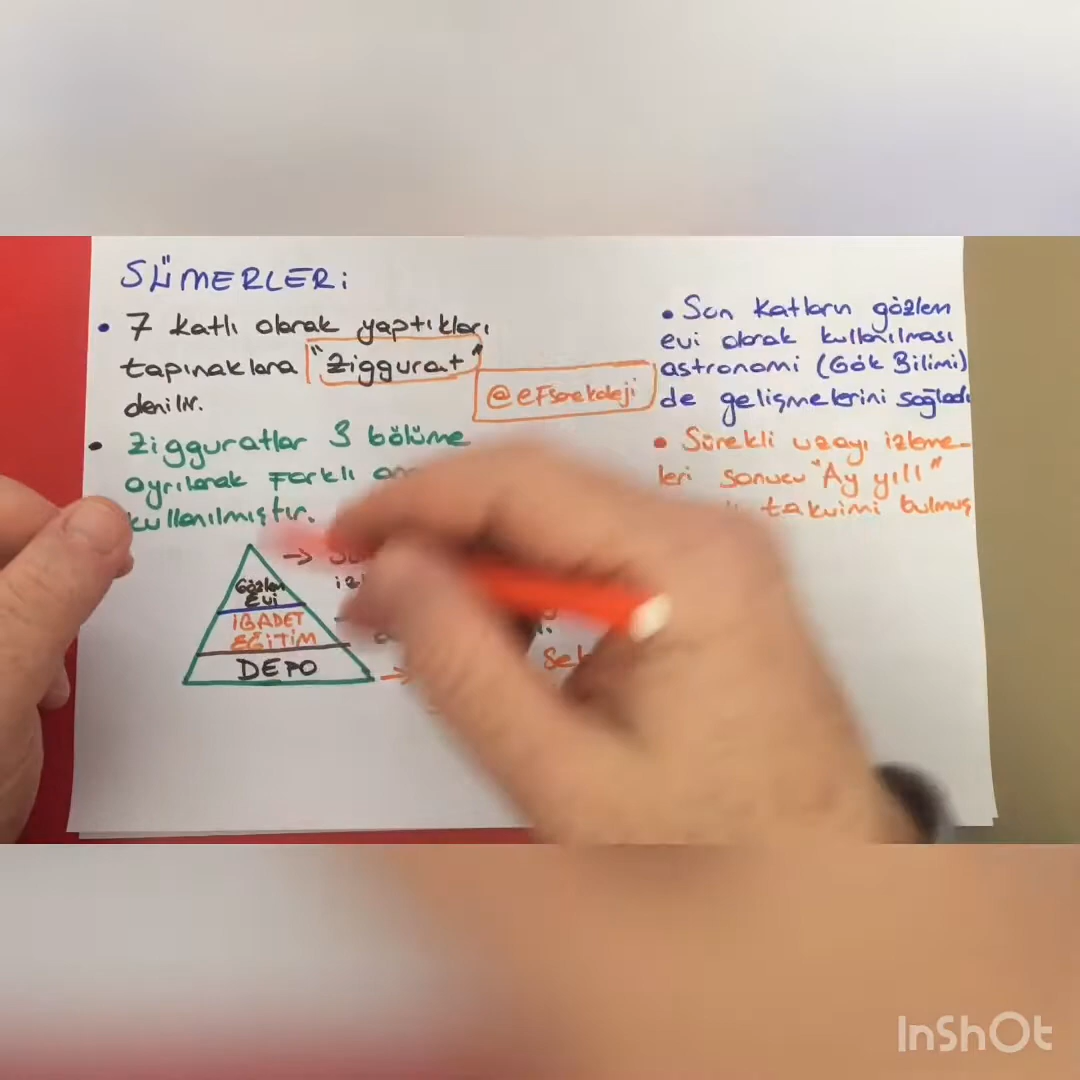 SÜMERLER:
• 7 katlı olarak yaptıkları
tapınaklara "Ziggurat"
denilir.
@eFsanekoleji
• Zigguratlar 3 bölüme
ayrılarak farklı
kullanılmıştır.
Gözlem
Evi
İBADET
EĞİTİM
DEPO
• Son katların gözlem
evi olarak kullanılması
astronomi (Gök Bilimi)
de gelişmelerini sağladı
• Sürekli uzayı izleme-
leri sonucu "Ay yılı"
takvimi bulmuş
InShOt